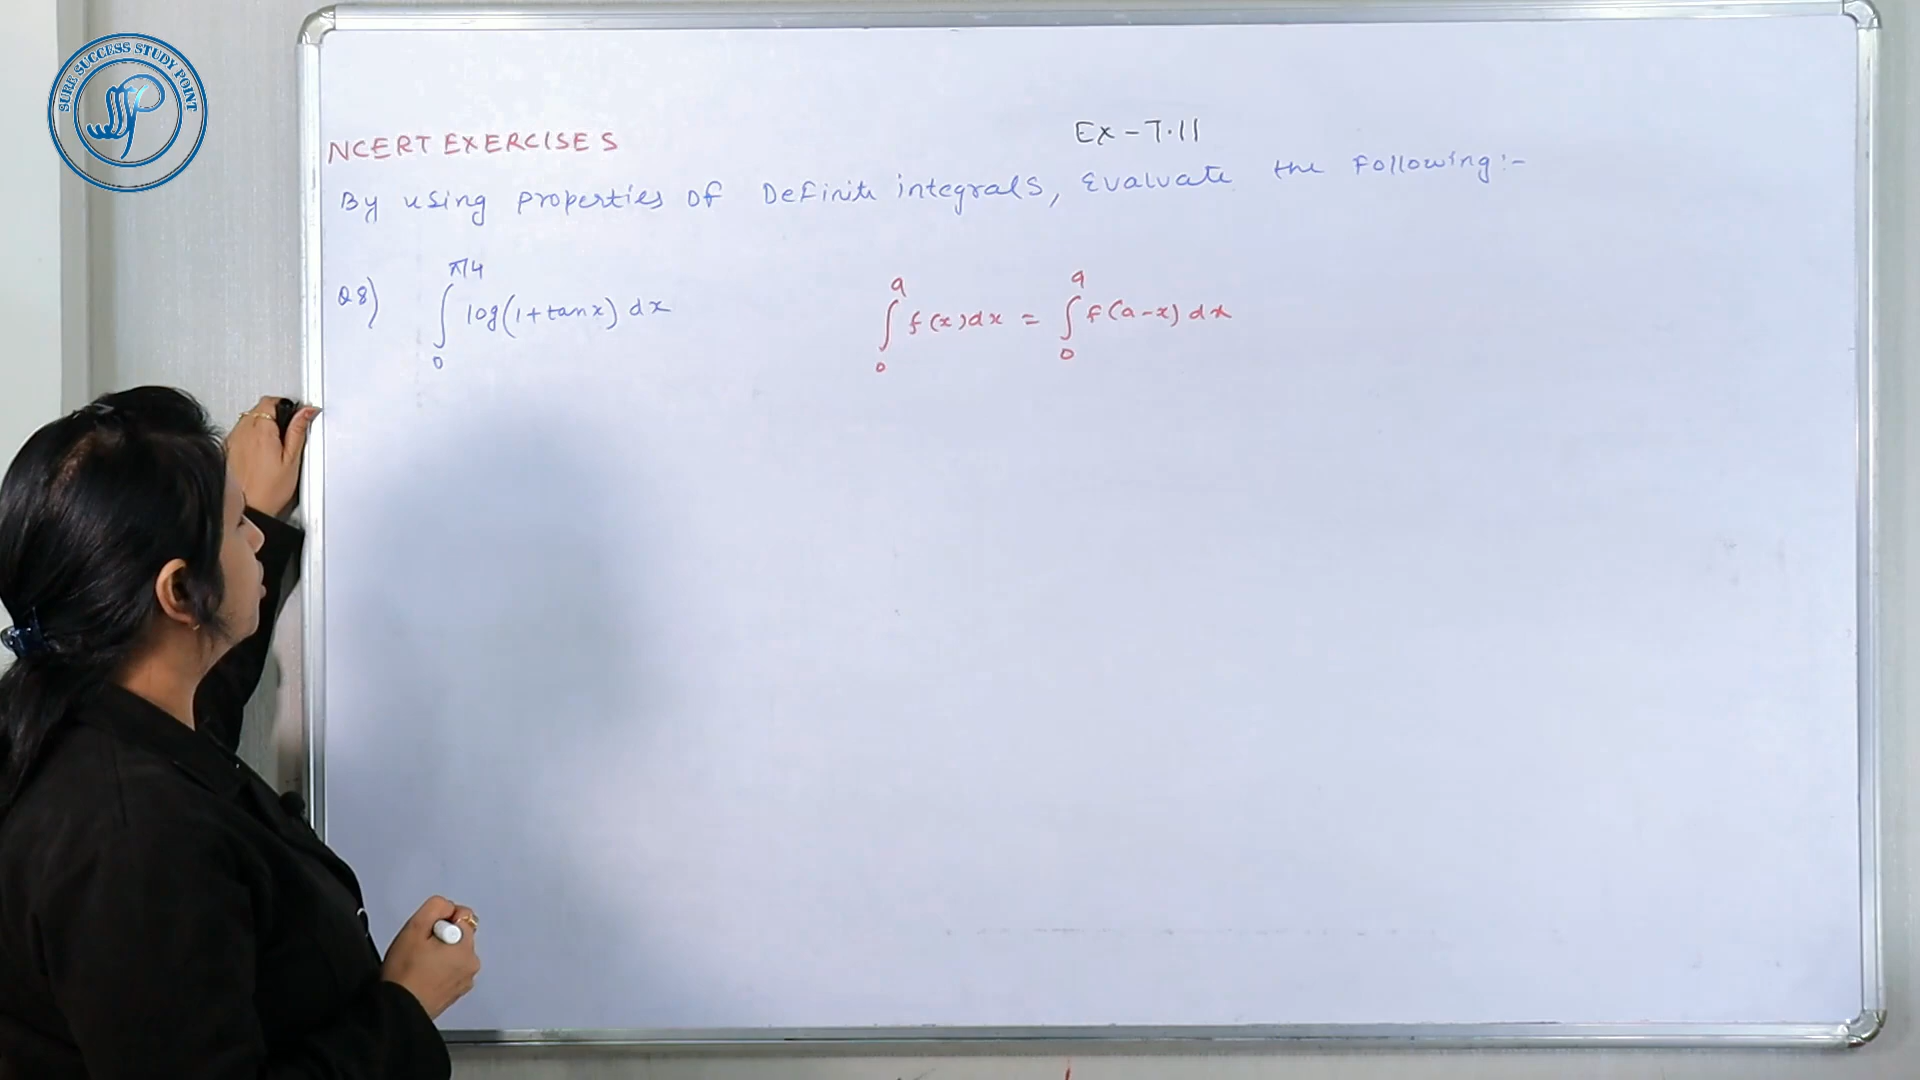 SURE SUCCESS STUDY POINT
NCERT EXERCISES
Ex-7.11
By using properties of Definite integrals, Evaluate the Following:-
Q8) ∫₀^(π/4) log(1+tanx) dx
∫₀^a f(x)dx = ∫₀^a f(a-x) dx